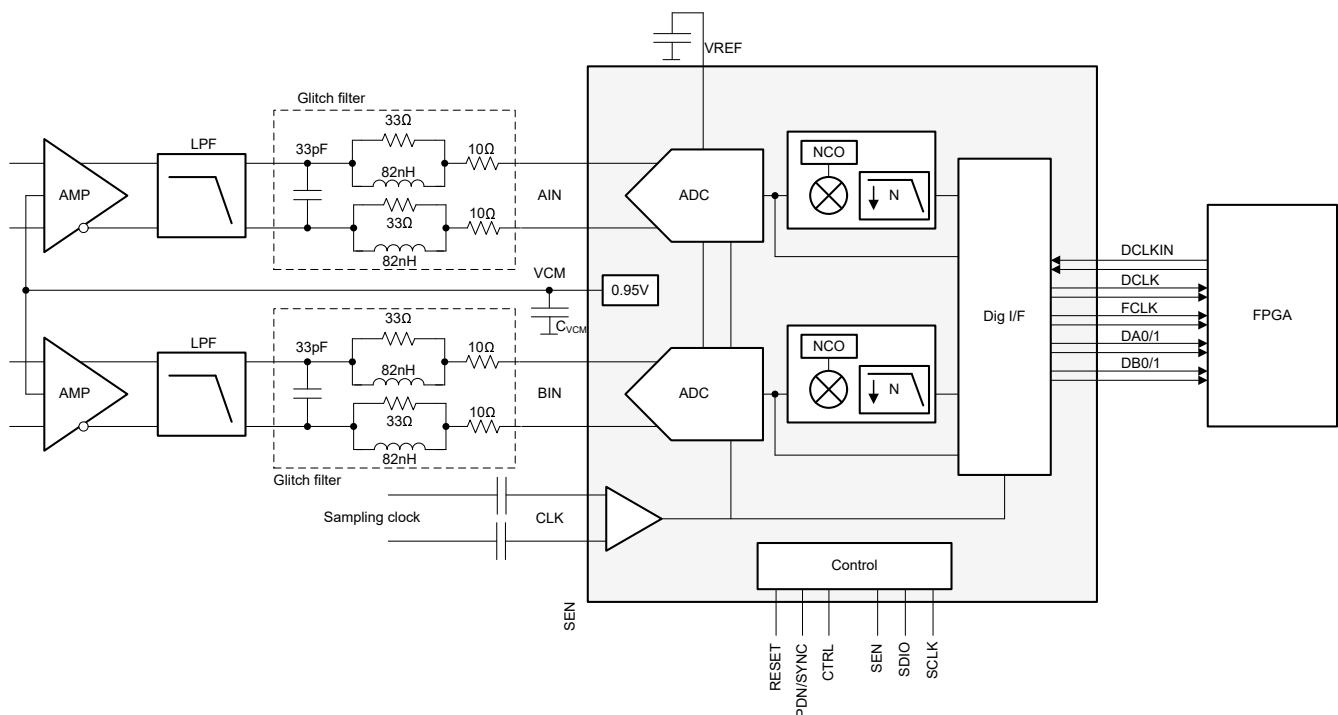 VREF
Glitch filter
33Ω
LPF
33pF
10Ω
NCO
82nH
AMP
AIN
ADC
N
33Ω
10Ω
82nH
DCLKIN
VCM
DCLK
0.95V
Dig I/F
FCLK
FPGA
CVCM
33Ω
DA0/1
LPF
33pF
10Ω
NCO
DB0/1
82nH
AMP
BIN
ADC
N
33Ω
10Ω
82nH
Glitch filter
Sampling clock
CLK
Control
SEN
RESET
PDN/SYNC
CTRL
SEN
SDIO
SCLK